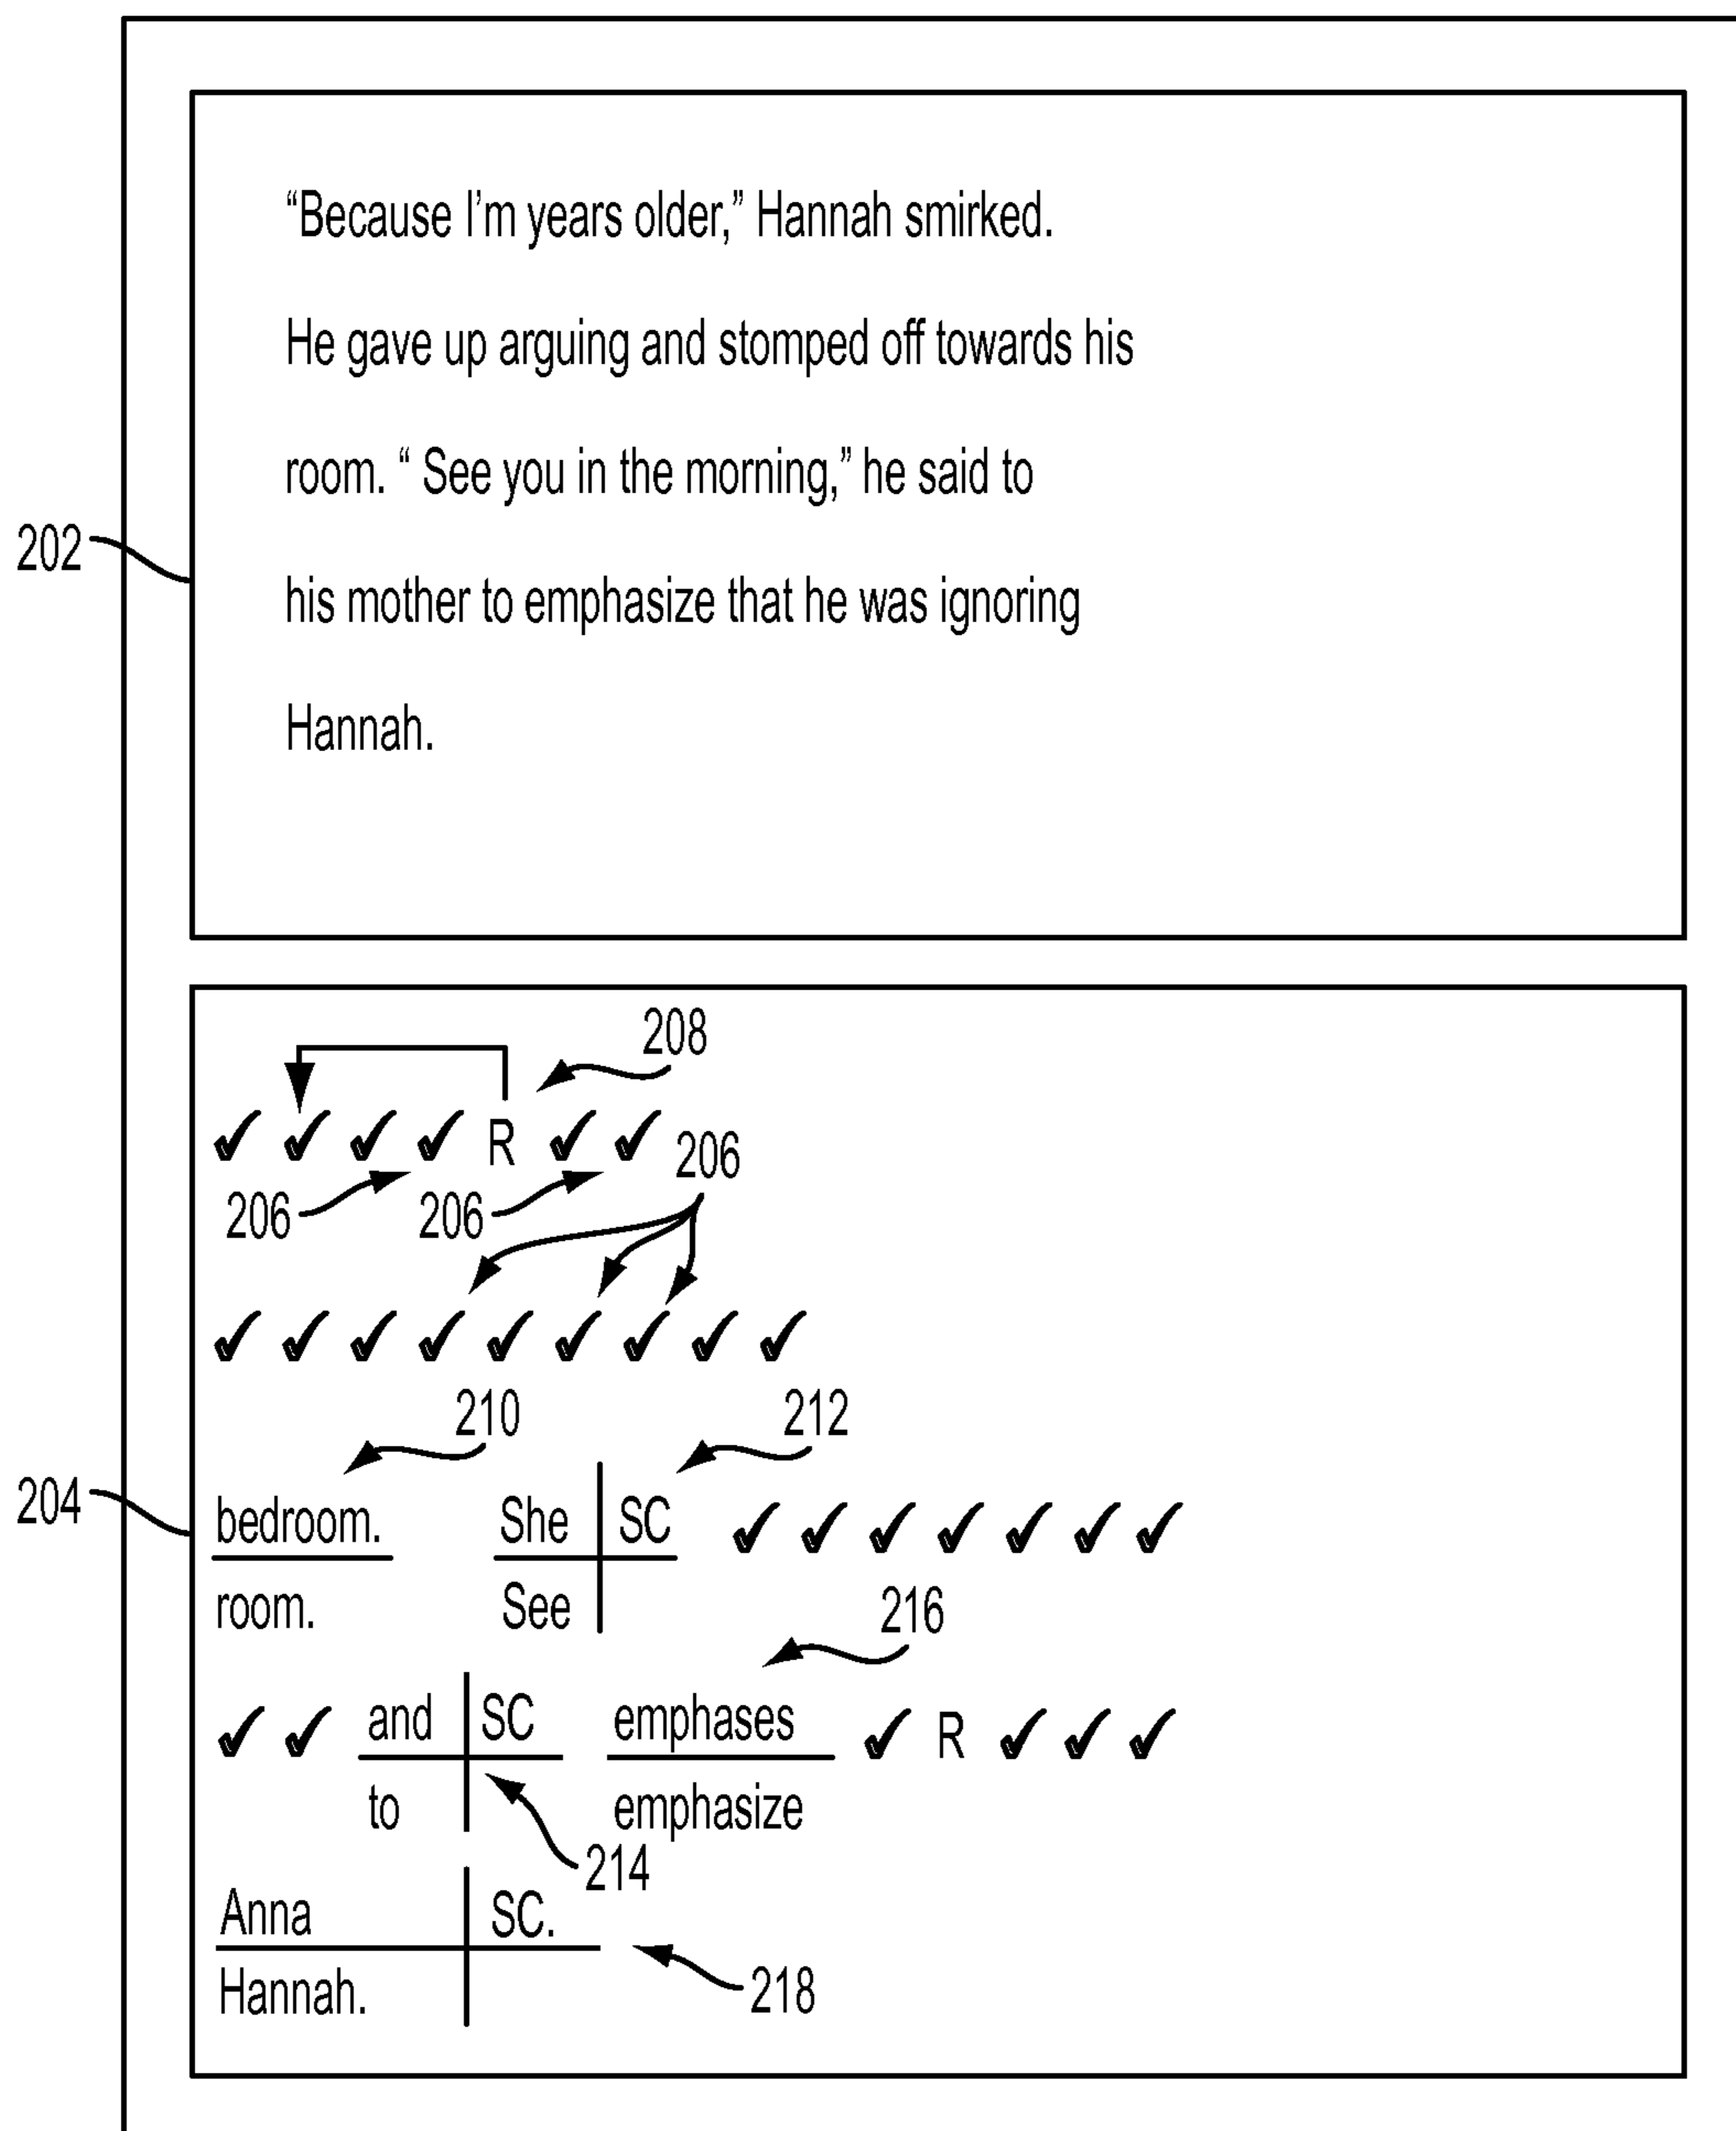 “Because I’m years older,” Hannah smirked.
He gave up arguing and stomped off towards his
room. “ See you in the morning,” he said to
202
his mother to emphasize that he was ignoring
Hannah.
208
✓ ✓ ✓ ✓ R ✓ ✓ 206
206 206
✓ ✓ ✓ ✓ ✓ ✓ ✓ ✓ ✓
210 212
204
bedroom. She SC ✓ ✓ ✓ ✓ ✓ ✓ ✓
room. See 216
✓ ✓ and SC emphases ✓ R ✓ ✓ ✓
to emphasize
214
Anna SC.
Hannah. 218